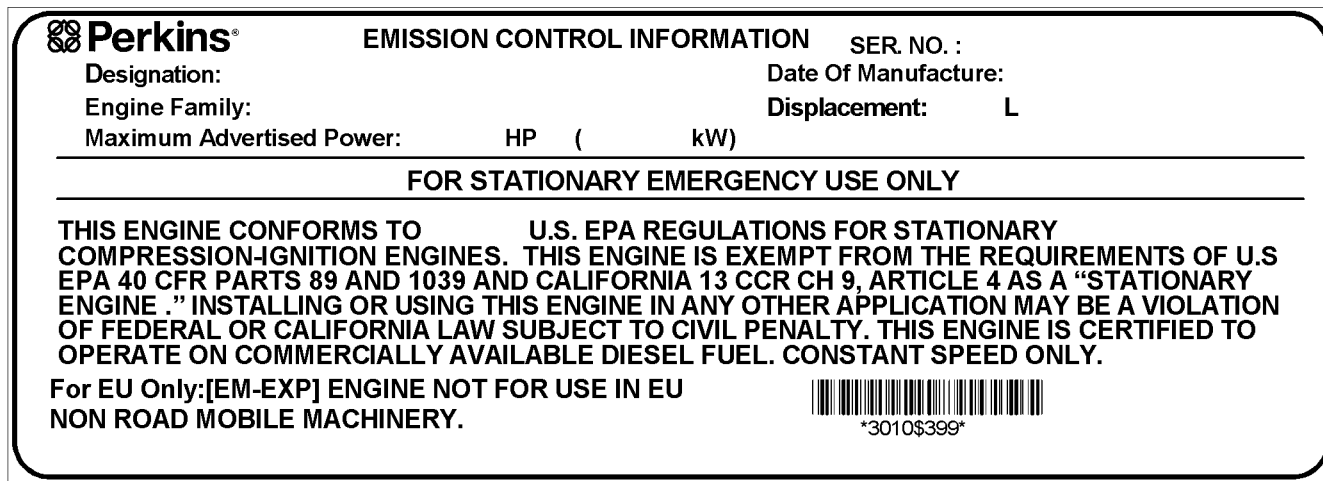 Perkins® EMISSION CONTROL INFORMATION SER. NO. :
Designation: Date Of Manufacture:
Engine Family: Displacement: L
Maximum Advertised Power: HP ( kW)
FOR STATIONARY EMERGENCY USE ONLY
THIS ENGINE CONFORMS TO U.S. EPA REGULATIONS FOR STATIONARY
COMPRESSION-IGNITION ENGINES. THIS ENGINE IS EXEMPT FROM THE REQUIREMENTS OF U.S
EPA 40 CFR PARTS 89 AND 1039 AND CALIFORNIA 13 CCR CH 9, ARTICLE 4 AS A “STATIONARY
ENGINE .” INSTALLING OR USING THIS ENGINE IN ANY OTHER APPLICATION MAY BE A VIOLATION
OF FEDERAL OR CALIFORNIA LAW SUBJECT TO CIVIL PENALTY. THIS ENGINE IS CERTIFIED TO
OPERATE ON COMMERCIALLY AVAILABLE DIESEL FUEL. CONSTANT SPEED ONLY.
For EU Only:[EM-EXP] ENGINE NOT FOR USE IN EU
NON ROAD MOBILE MACHINERY.
*3010$399*